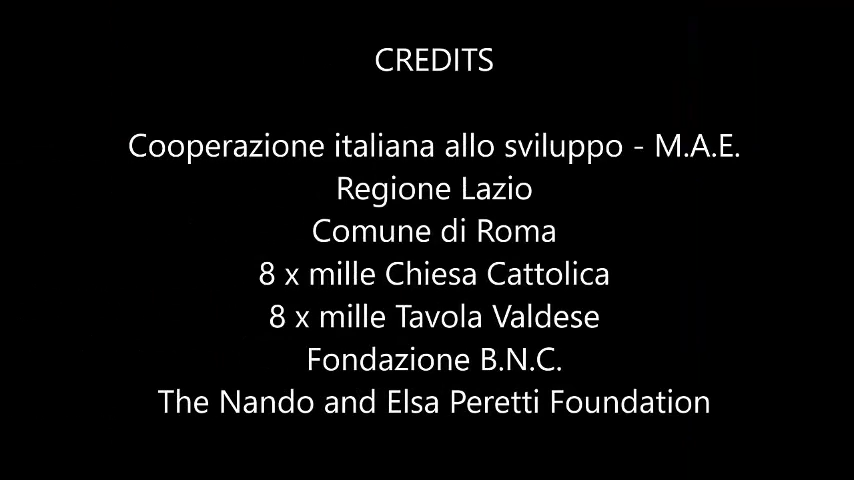 CREDITS
Cooperazione italiana allo sviluppo - M.A.E.
Regione Lazio
Comune di Roma
8 x mille Chiesa Cattolica
8 x mille Tavola Valdese
Fondazione B.N.C.
The Nando and Elsa Peretti Foundation